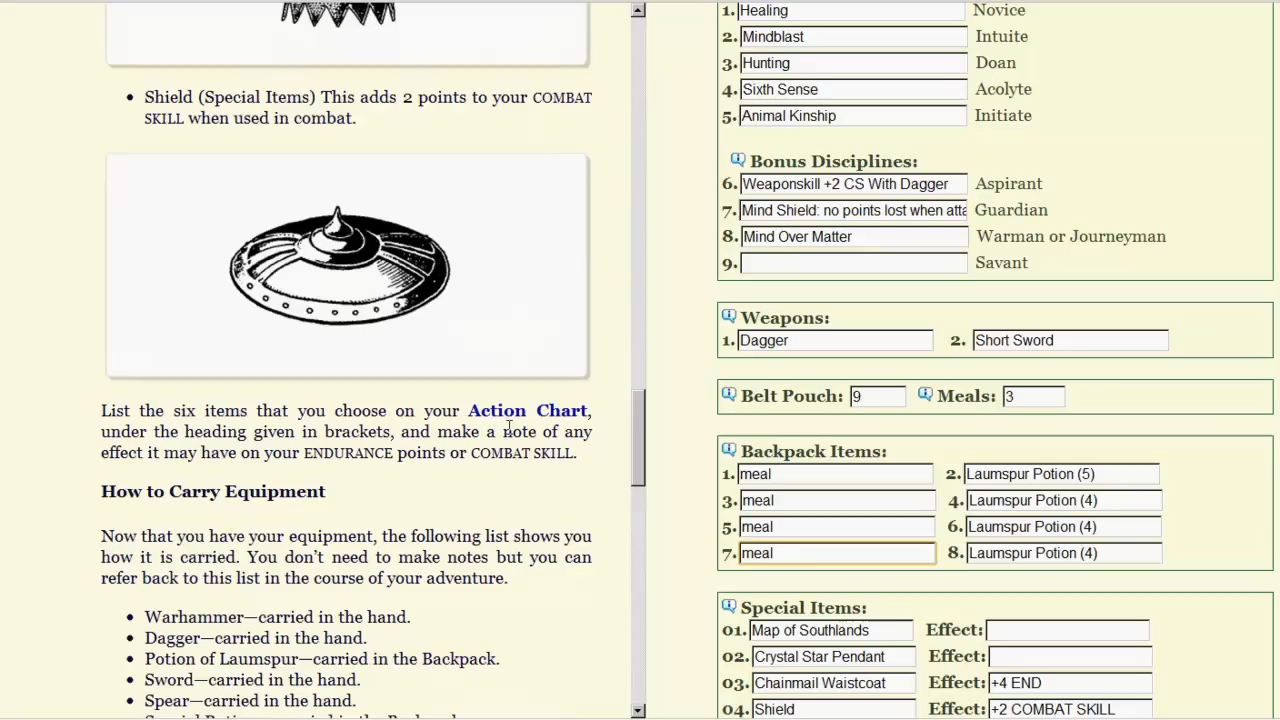 Shield (Special Items) This adds 2 points to your COMBAT
SKILL when used in combat.
List the six items that you choose on your Action Chart,
under the heading given in brackets, and make a note of any
effect it may have on your ENDURANCE points or COMBAT SKILL.
How to Carry Equipment
Now that you have your equipment, the following list shows you
how it is carried. You don’t need to make notes but you can
refer back to this list in the course of your adventure.
Warhammer—carried in the hand.
Dagger—carried in the hand.
Potion of Laumspur—carried in the Backpack.
Sword—carried in the hand.
Spear—carried in the hand.
1. Healing Novice
2. Mindblast Intuite
3. Hunting Doan
4. Sixth Sense Acolyte
5. Animal Kinship Initiate
Bonus Disciplines:
6. Weaponskill +2 CS With Dagger Aspirant
7. Mind Shield: no points lost when atta Guardian
8. Mind Over Matter Warman or Journeyman
9. Savant
Weapons:
1. Dagger 2. Short Sword
Belt Pouch: 9 Meals: 3
Backpack Items:
1. meal 2. Laumspur Potion (5)
3. meal 4. Laumspur Potion (4)
5. meal 6. Laumspur Potion (4)
7. meal 8. Laumspur Potion (4)
Special Items:
01. Map of Southlands Effect:
02. Crystal Star Pendant Effect:
03. Chainmail Waistcoat Effect: +4 END
04. Shield Effect: +2 COMBAT SKILL